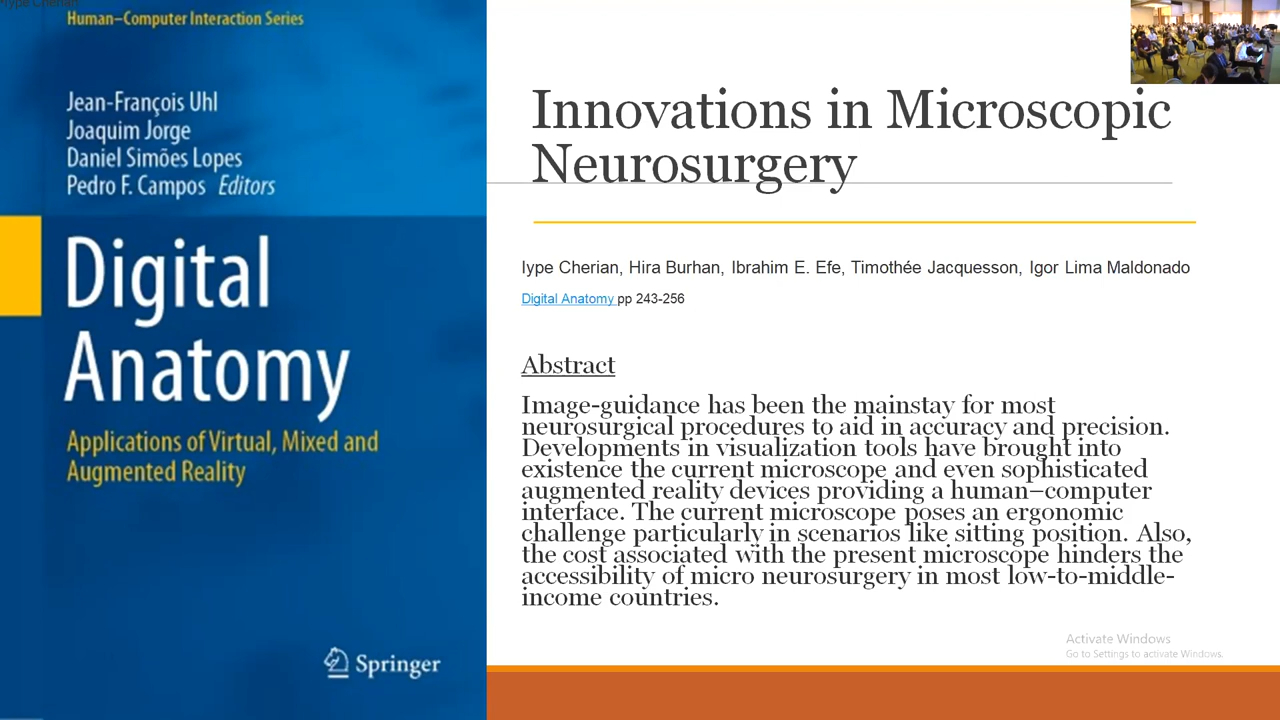 Iype Cherian
Human–Computer Interaction Series
Jean-François Uhl
Joaquim Jorge
Daniel Simões Lopes
Pedro F. Campos Editors
Digital
Anatomy
Applications of Virtual, Mixed and
Augmented Reality
Springer
Innovations in Microscopic
Neurosurgery
Iype Cherian, Hira Burhan, Ibrahim E. Efe, Timothée Jacquesson, Igor Lima Maldonado
Digital Anatomy pp 243-256
Abstract
Image-guidance has been the mainstay for most
neurosurgical procedures to aid in accuracy and precision.
Developments in visualization tools have brought into
existence the current microscope and even sophisticated
augmented reality devices providing a human–computer
interface. The current microscope poses an ergonomic
challenge particularly in scenarios like sitting position. Also,
the cost associated with the present microscope hinders the
accessibility of micro neurosurgery in most low-to-middle-
income countries.
Activate Windows
Go to Settings to activate Windows.